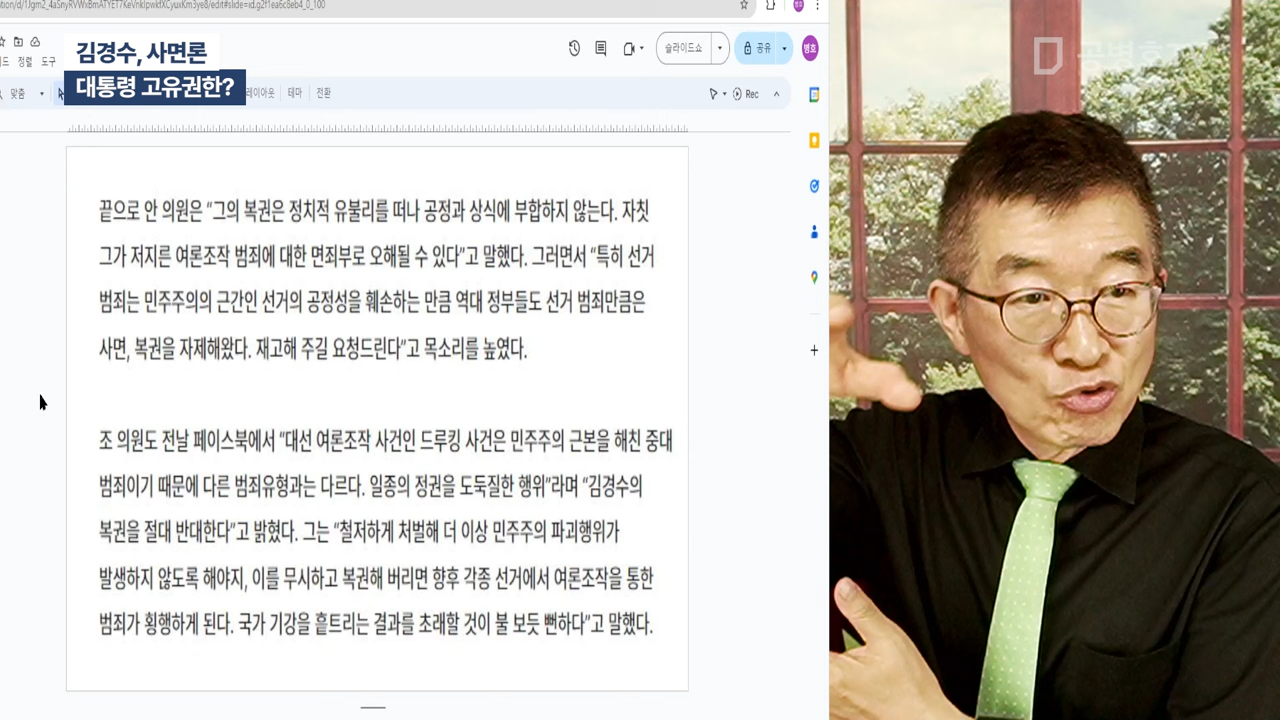 ntion/d/1Jgm2_4aSnyRVWxBmATYET7KeVnklpwkfXCyuxKm3ye8/edit#slide=id.g2f1ea6c8eb4_0_100
김경수, 사면론
대통령 고유권한?
정렬 도구
슬라이드쇼
공유
병호
맞춤
레이아웃
테마
전환
Rec
공병호TV
끝으로 안 의원은 “그의 복권은 정치적 유불리를 떠나 공정과 상식에 부합하지 않는다. 자칫
그가 저지른 여론조작 범죄에 대한 면죄부로 오해될 수 있다”고 말했다. 그러면서 “특히 선거
범죄는 민주주의의 근간인 선거의 공정성을 훼손하는 만큼 역대 정부들도 선거 범죄만큼은
사면, 복권을 자제해왔다. 재고해 주길 요청드린다”고 목소리를 높였다.
조 의원도 전날 페이스북에서 “대선 여론조작 사건인 드루킹 사건은 민주주의 근본을 해친 중대
범죄이기 때문에 다른 범죄유형과는 다르다. 일종의 정권을 도둑질한 행위”라며 “김경수의
복권을 절대 반대한다”고 밝혔다. 그는 “철저하게 처벌해 더 이상 민주주의 파괴행위가
발생하지 않도록 해야지, 이를 무시하고 복권해 버리면 향후 각종 선거에서 여론조작을 통한
범죄가 횡행하게 된다. 국가 기강을 흩트리는 결과를 초래할 것이 불 보듯 뻔하다”고 말했다.